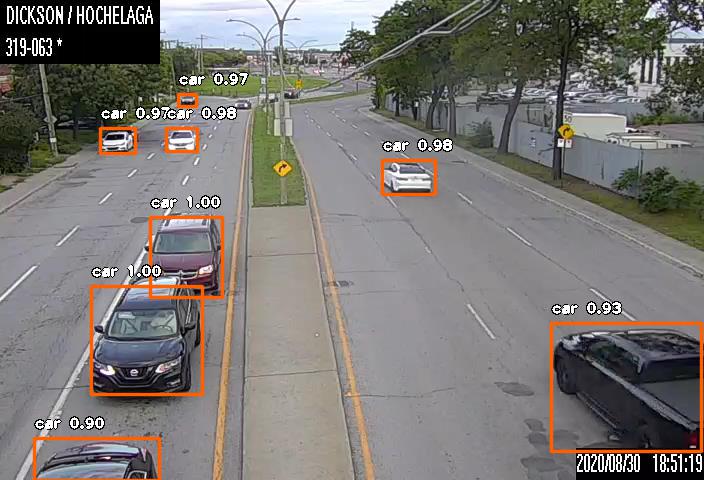 DICKSON / HOCHELAGA
319-063 *
car 0.97
car 0.97
car 0.98
car 0.98
car 1.00
car 1.00
car 0.93
car 0.90
2020/08/30 18:51:19